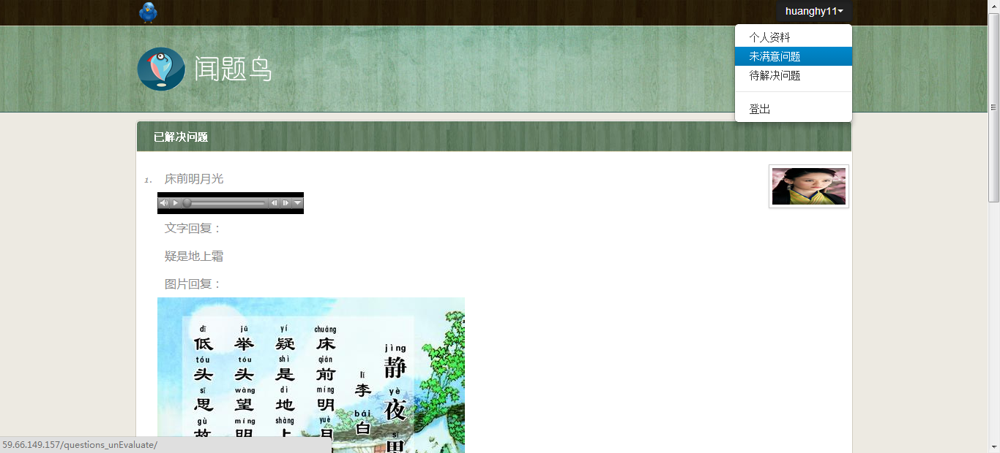 huanghy11
个人资料
未满意问题
待解决问题
登出
闻题鸟
已解决问题
1. 床前明月光
文字回复：
疑是地上霜
图片回复：
jìng
静
yè
夜
sī
思
lǐ
李
bái
白
chuáng
床
qián
前
míng
明
yuè
月
yí
疑
shì
是
dì
地
shàng
上
jǔ
举
tóu
头
wàng
望
míng
明
dī
低
tóu
头
sī
思
gù
故
59.66.149.157/questions_unEvaluate/